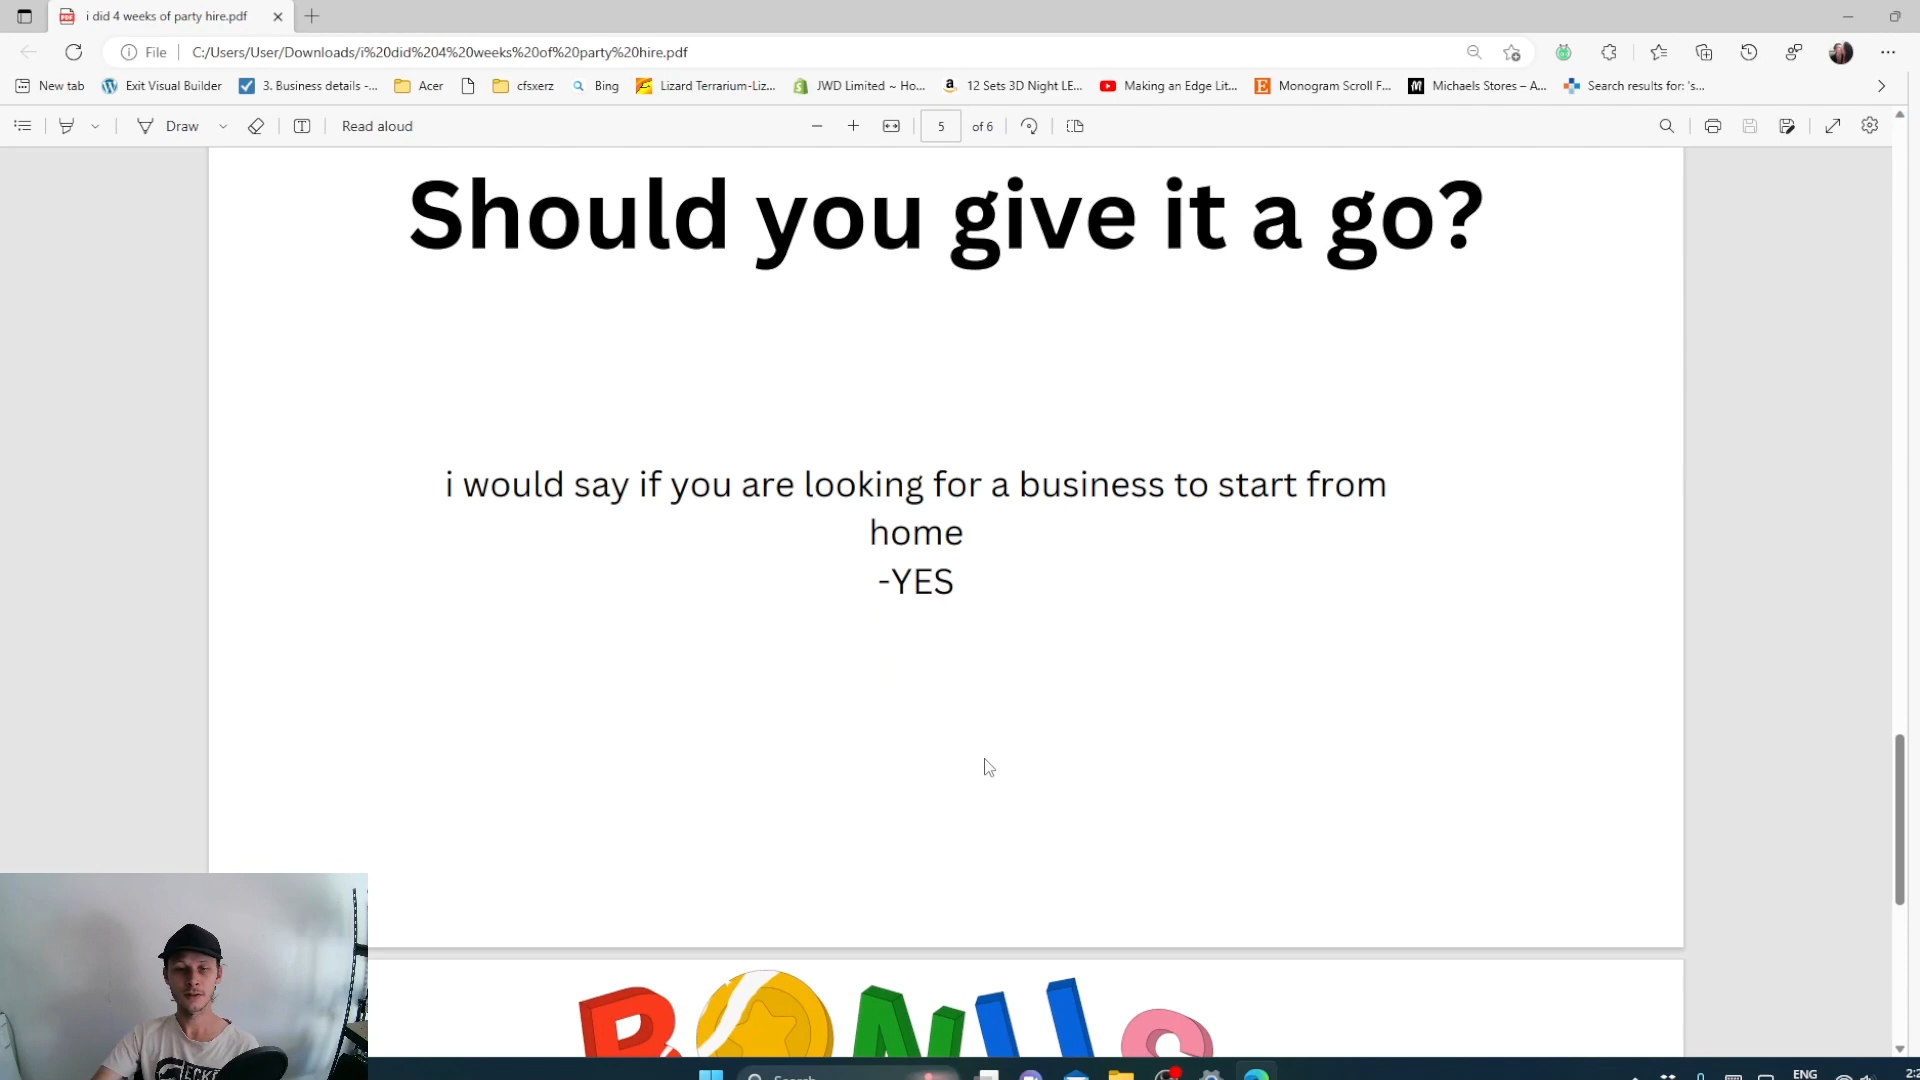 i did 4 weeks of party hire.pdf
File C:/Users/User/Downloads/i%20did%204%20weeks%20of%20party%20hire.pdf
New tab Exit Visual Builder 3. Business details -... Acer cfsxerz Bing Lizard Terrarium-Liz... JWD Limited ~ Ho... 12 Sets 3D Night LE... Making an Edge Lit... Monogram Scroll F... Michaels Stores – A... Search results for: 's...
Draw Read aloud 5 of 6
Should you give it a go?
i would say if you are looking for a business to start from
home
-YES
BONUS
Search ENG